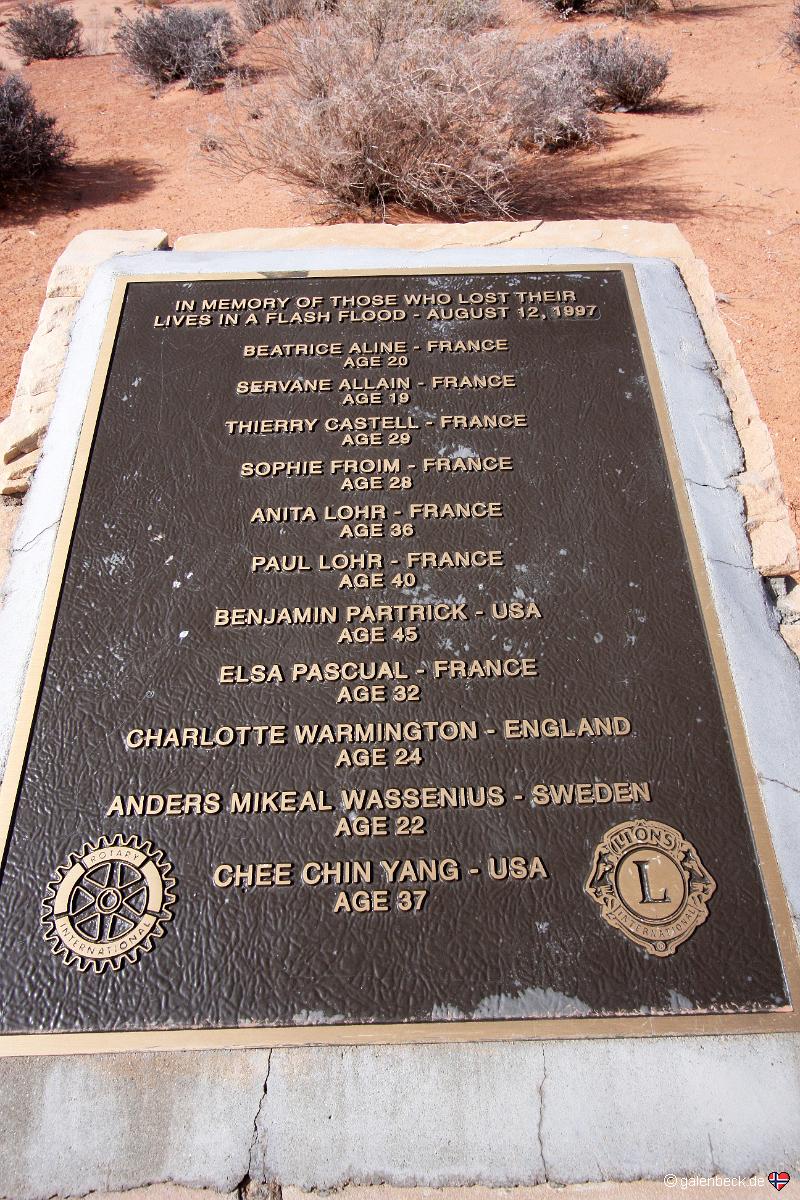 IN MEMORY OF THOSE WHO LOST THEIR
LIVES IN A FLASH FLOOD - AUGUST 12, 1997
BEATRICE ALINE - FRANCE
AGE 20
SERVANE ALLAIN - FRANCE
AGE 19
THIERRY CASTELL - FRANCE
AGE 29
SOPHIE FROIM - FRANCE
AGE 28
ANITA LOHR - FRANCE
AGE 36
PAUL LOHR - FRANCE
AGE 40
BENJAMIN PARTRICK - USA
AGE 45
ELSA PASCUAL - FRANCE
AGE 32
CHARLOTTE WARMINGTON - ENGLAND
AGE 24
ANDERS MIKEAL WASSENIUS - SWEDEN
AGE 22
CHEE CHIN YANG - USA
AGE 37
ROTARY
INTERNATIONAL
LIONS
L
INTERNATIONAL
®
© galenbeck.de